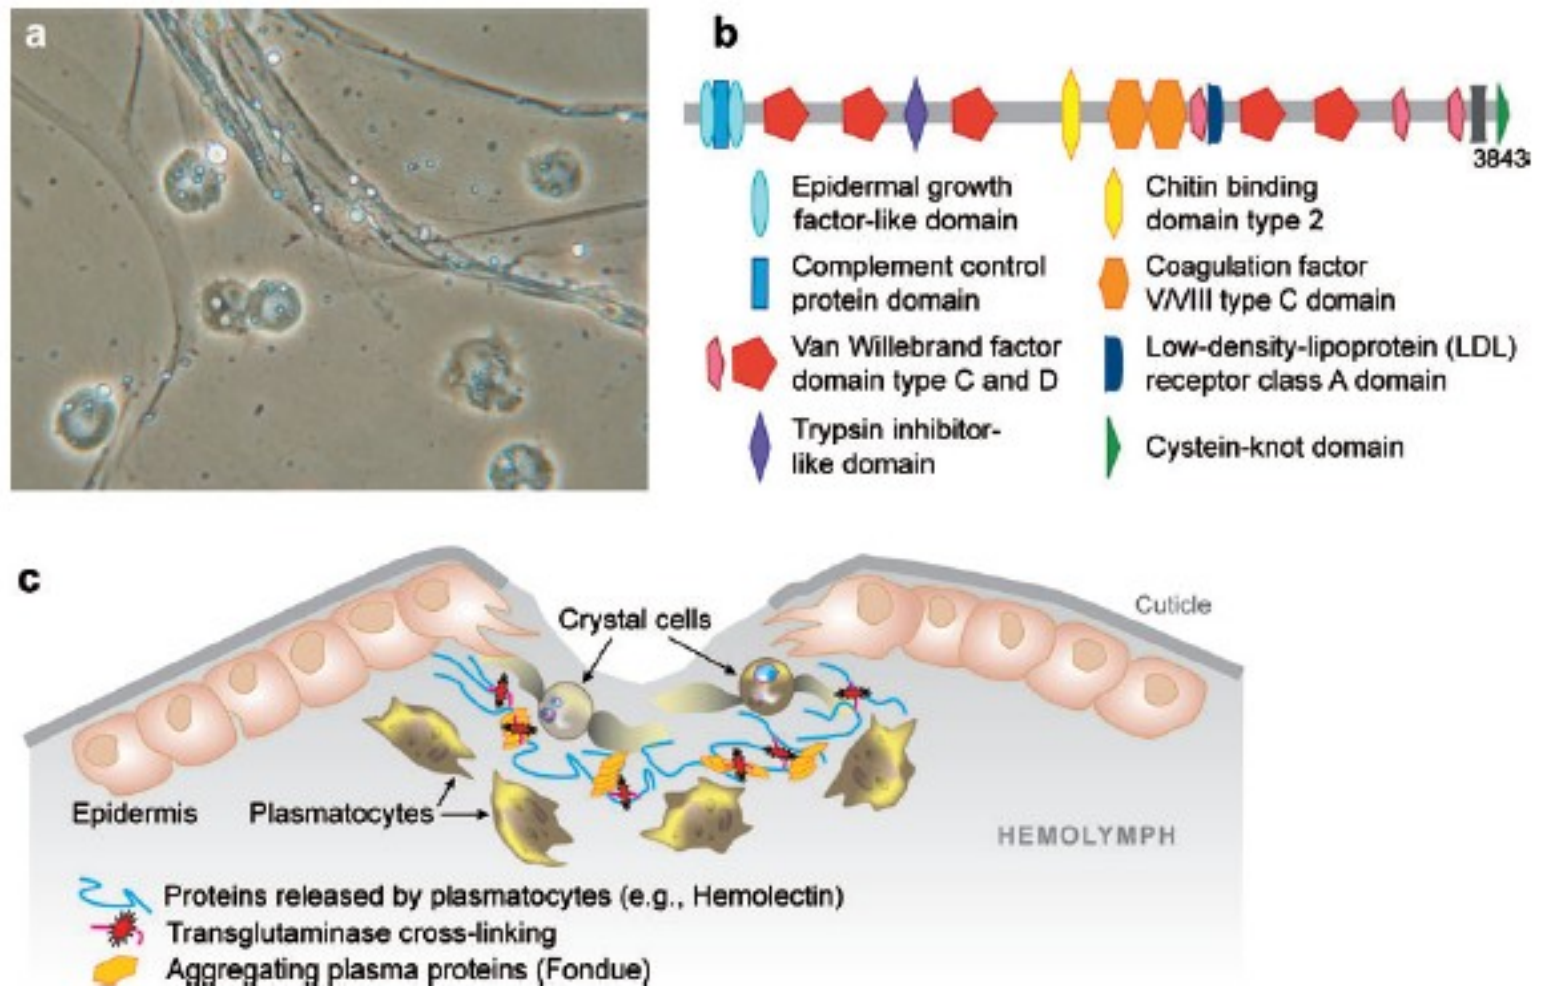 a
b
3843
Epidermal growth
factor-like domain
Complement control
protein domain
Van Willebrand factor
domain type C and D
Trypsin inhibitor-
like domain
Chitin binding
domain type 2
Coagulation factor
V/VIII type C domain
Low-density-lipoprotein (LDL)
receptor class A domain
Cystein-knot domain
c
Crystal cells
Cuticle
Epidermis
Plasmatocytes
HEMOLYMPH
Proteins released by plasmatocytes (e.g., Hemolectin)
Transglutaminase cross-linking
Aggregating plasma proteins (Fondue)